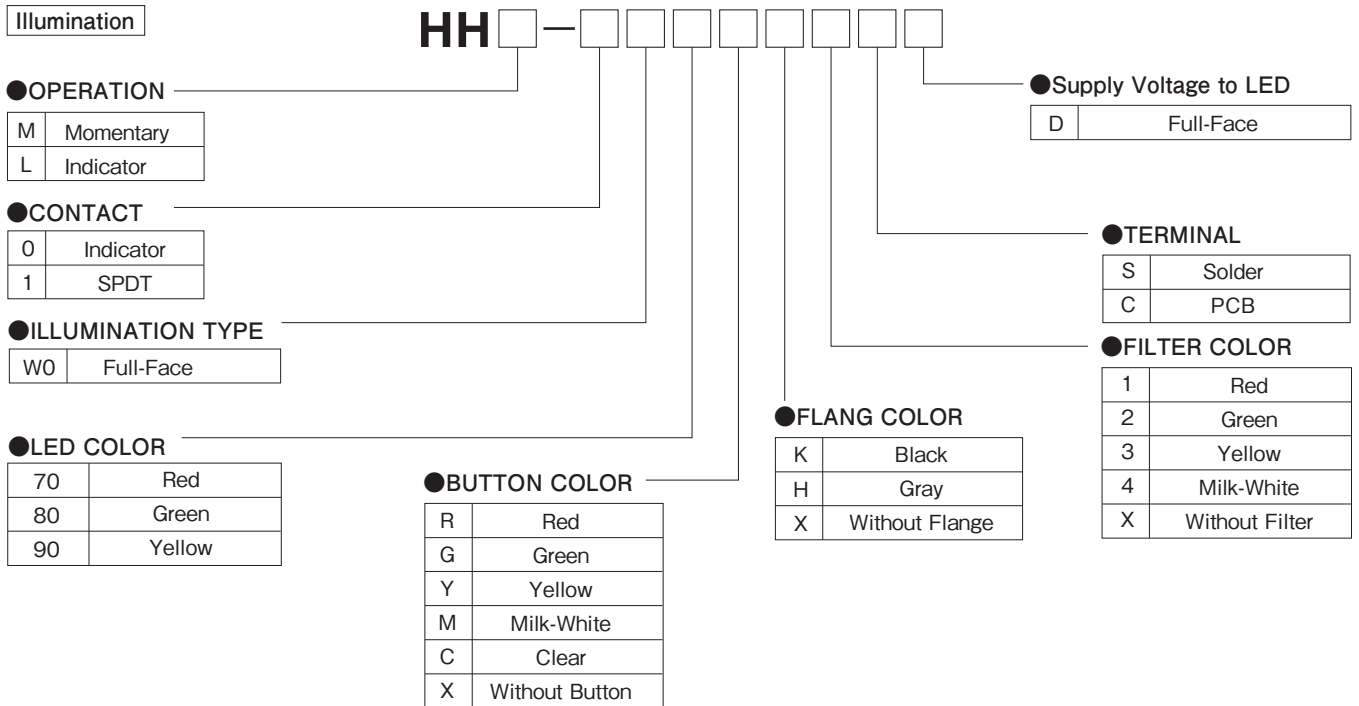 Illumination
HH —
●OPERATION
M Momentary
L Indicator
●CONTACT
0 Indicator
1 SPDT
●ILLUMINATION TYPE
W0 Full-Face
●LED COLOR
70 Red
80 Green
90 Yellow
●BUTTON COLOR
R Red
G Green
Y Yellow
M Milk-White
C Clear
X Without Button
●FLANG COLOR
K Black
H Gray
X Without Flange
●Supply Voltage to LED
D Full-Face
●TERMINAL
S Solder
C PCB
●FILTER COLOR
1 Red
2 Green
3 Yellow
4 Milk-White
X Without Filter